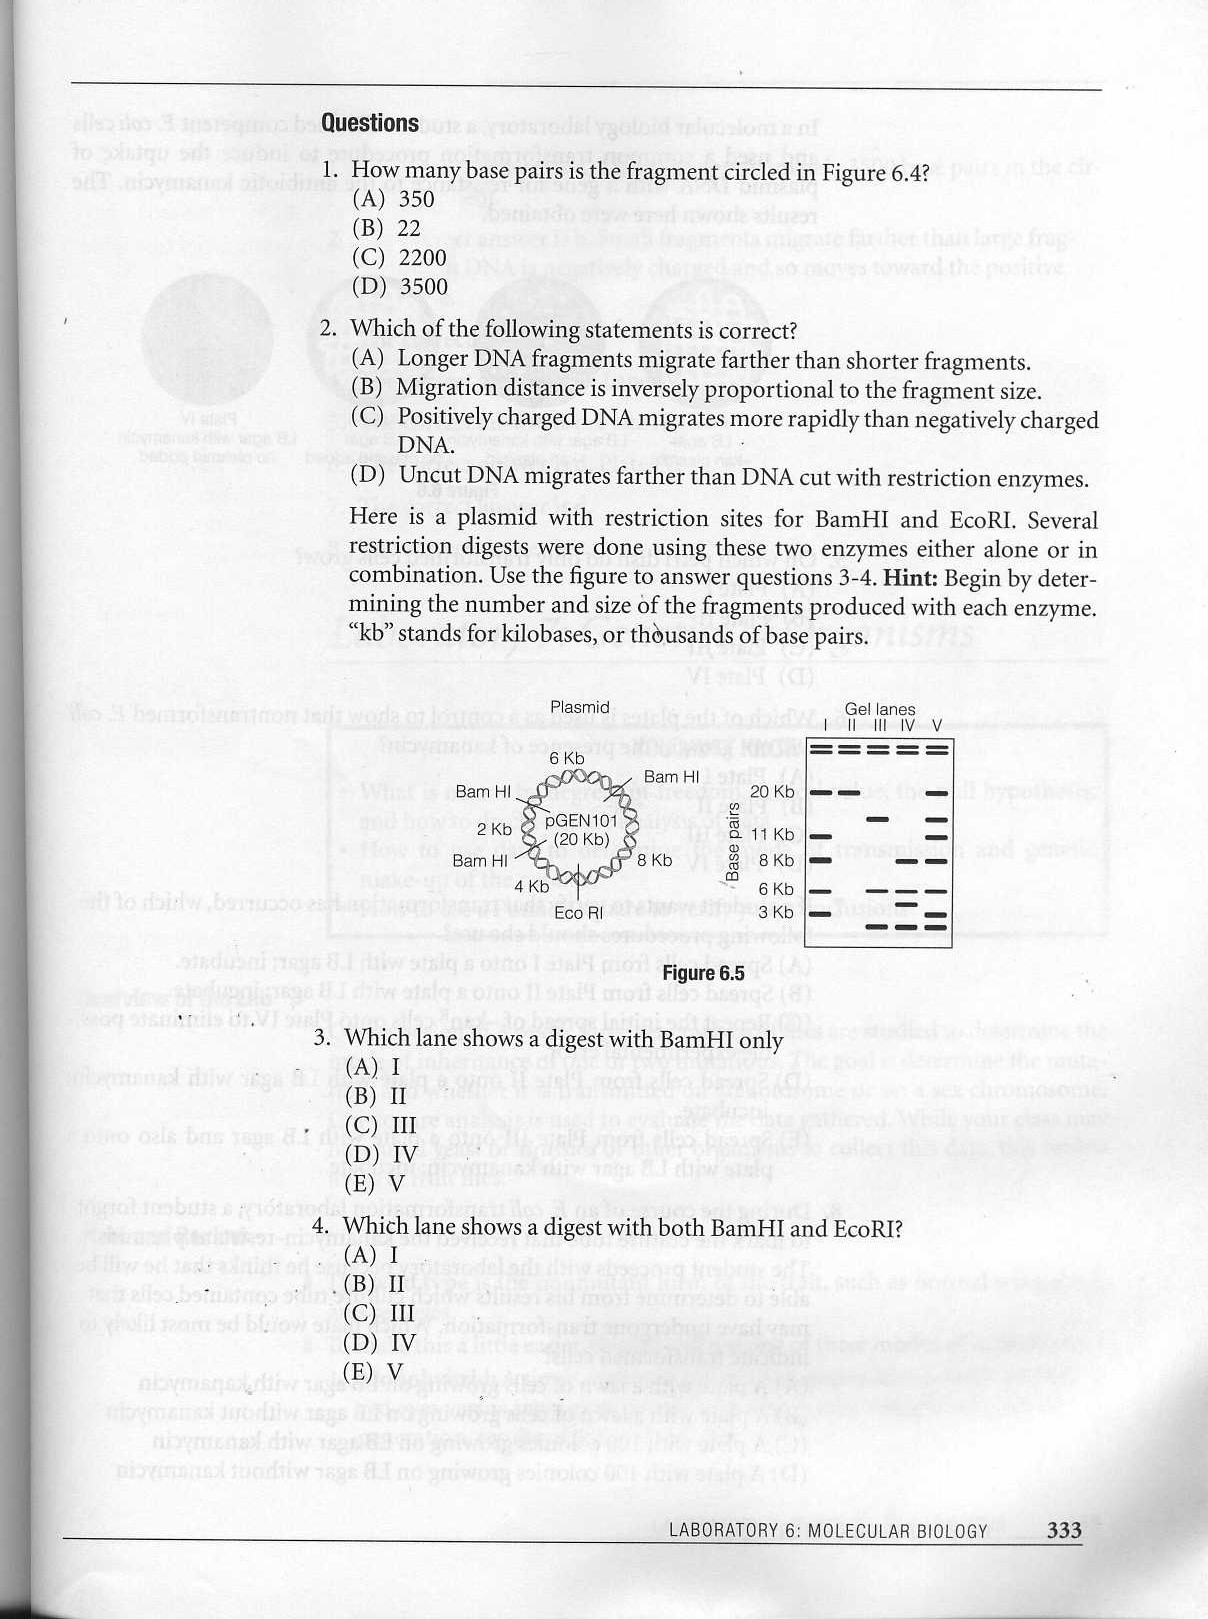 Questions
1. How many base pairs is the fragment circled in Figure 6.4?
(A) 350
(B) 22
(C) 2200
(D) 3500
2. Which of the following statements is correct?
(A) Longer DNA fragments migrate farther than shorter fragments.
(B) Migration distance is inversely proportional to the fragment size.
(C) Positively charged DNA migrates more rapidly than negatively charged
DNA.
(D) Uncut DNA migrates farther than DNA cut with restriction enzymes.
Here is a plasmid with restriction sites for BamHI and EcoRI. Several
restriction digests were done using these two enzymes either alone or in
combination. Use the figure to answer questions 3-4. Hint: Begin by deter-
mining the number and size of the fragments produced with each enzyme.
“kb” stands for kilobases, or thousands of base pairs.
Plasmid
6 Kb
Bam HI
Bam HI
2 Kb
pGEN101
(20 Kb)
Bam HI
8 Kb
4 Kb
Eco RI
Gel lanes
I II III IV V
Base pairs
20 Kb
11 Kb
8 Kb
6 Kb
3 Kb
Figure 6.5
3. Which lane shows a digest with BamHI only
(A) I
(B) II
(C) III
(D) IV
(E) V
4. Which lane shows a digest with both BamHI and EcoRI?
(A) I
(B) II
(C) III
(D) IV
(E) V
LABORATORY 6: MOLECULAR BIOLOGY 333